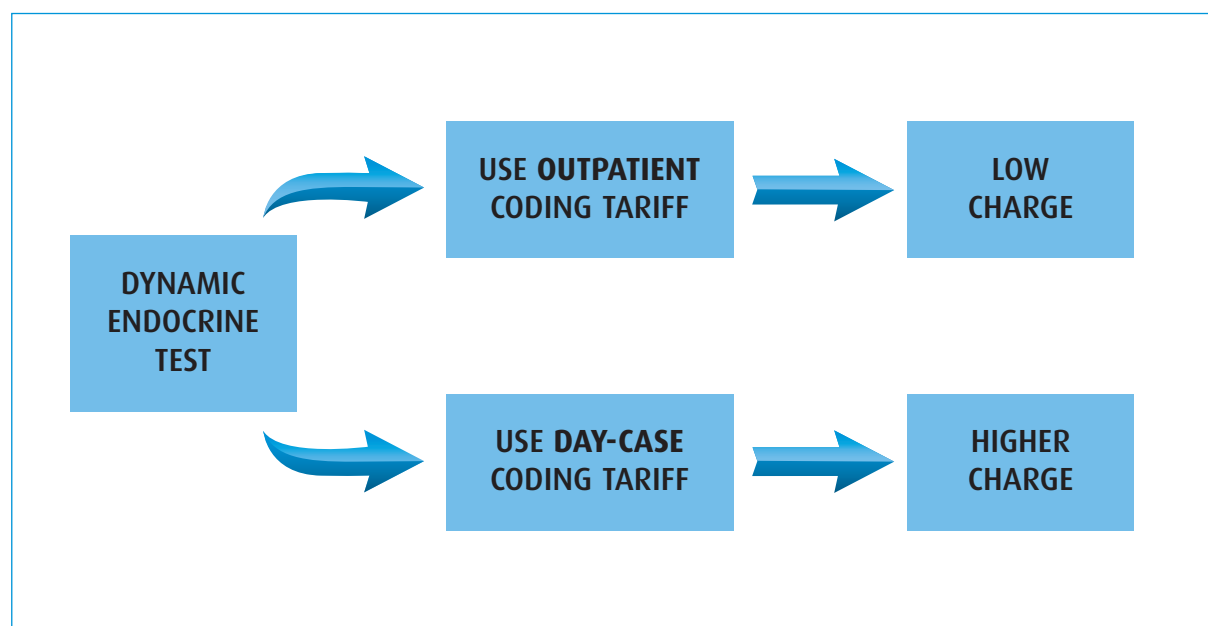 DYNAMIC
ENDOCRINE
TEST
USE OUTPATIENT
CODING TARIFF
LOW
CHARGE
USE DAY-CASE
CODING TARIFF
HIGHER
CHARGE